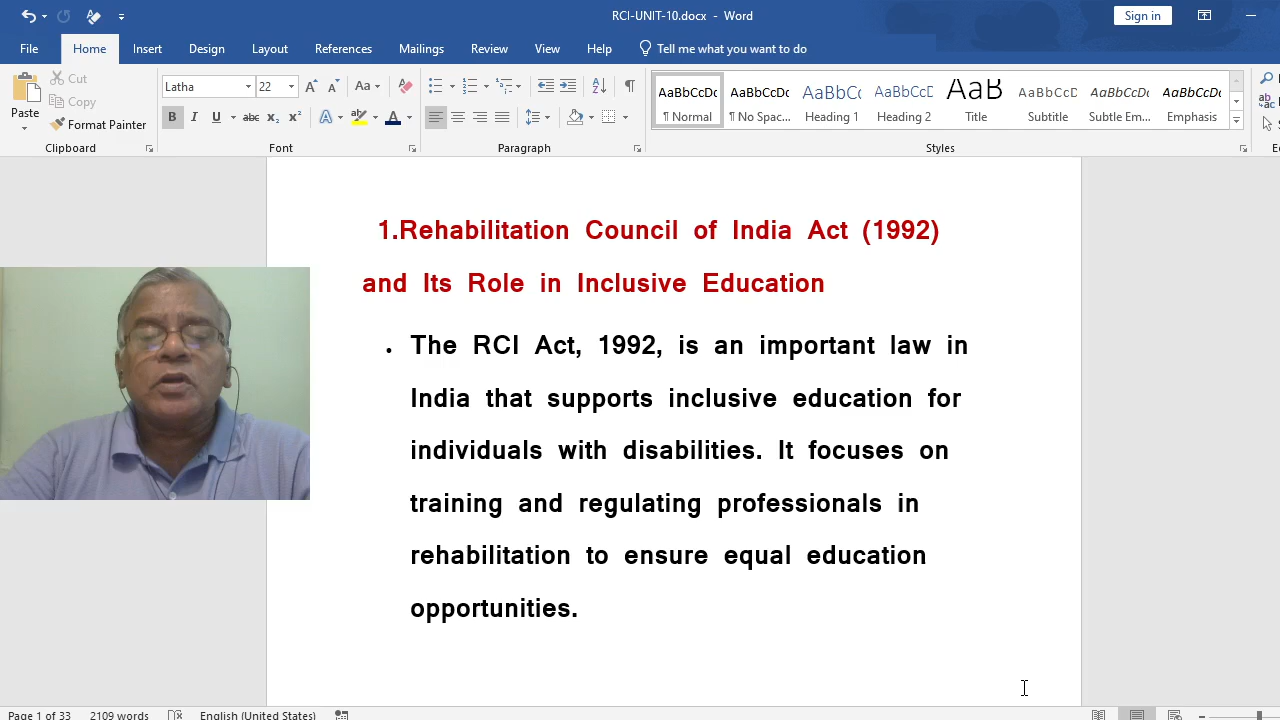 RCI-UNIT-10.docx - Word
Sign in
File Home Insert Design Layout References Mailings Review View Help Tell me what you want to do
Cut
Copy
Format Painter
Paste
Latha 22
B I U abc x₂ x²
AaBbCcDc AaBbCcDc AaBbCc AaBbCcD AaB AaBbCcD AaBbCcDc AaBbCcDc
¶ Normal ¶ No Spac... Heading 1 Heading 2 Title Subtitle Subtle Em... Emphasis
Clipboard Font Paragraph Styles
1.Rehabilitation Council of India Act (1992)
and Its Role in Inclusive Education
• The RCI Act, 1992, is an important law in
India that supports inclusive education for
individuals with disabilities. It focuses on
training and regulating professionals in
rehabilitation to ensure equal education
opportunities.
Page 1 of 33 2109 words English (United States)